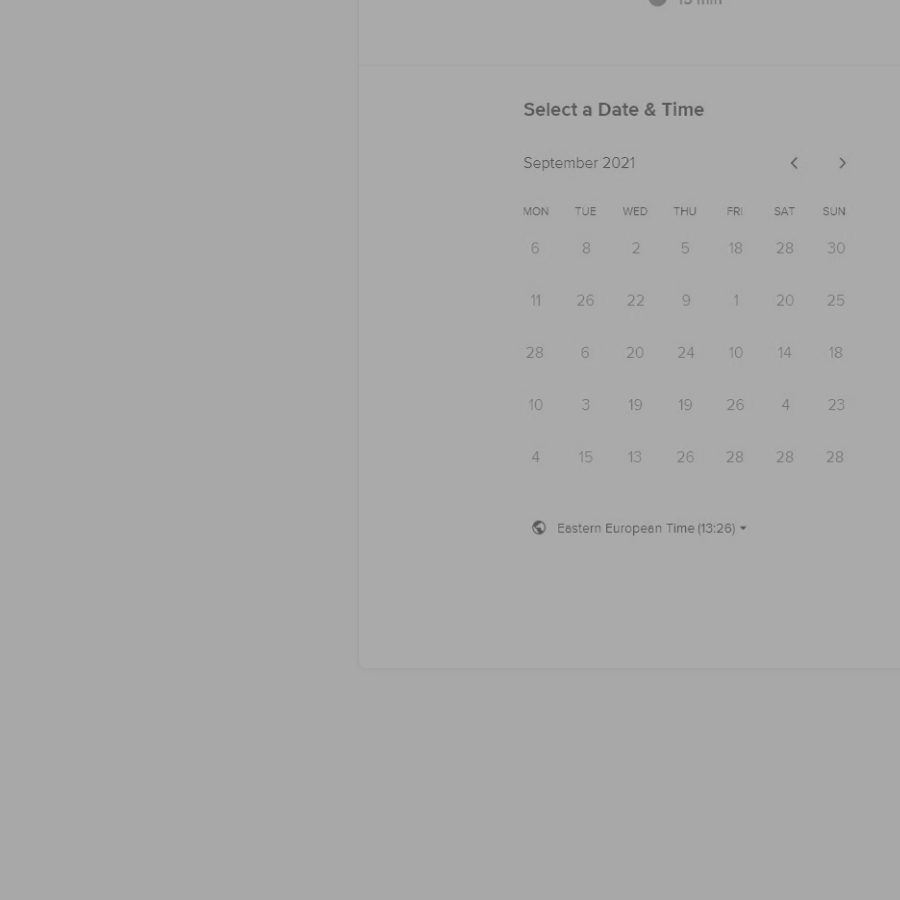 15 min
Select a Date & Time
September 2021
MON TUE WED THU FRI SAT SUN
6 8 2 5 18 28 30
11 26 22 9 1 20 25
28 6 20 24 10 14 18
10 3 19 19 26 4 23
4 15 13 26 28 28 28
Eastern European Time (13:26)